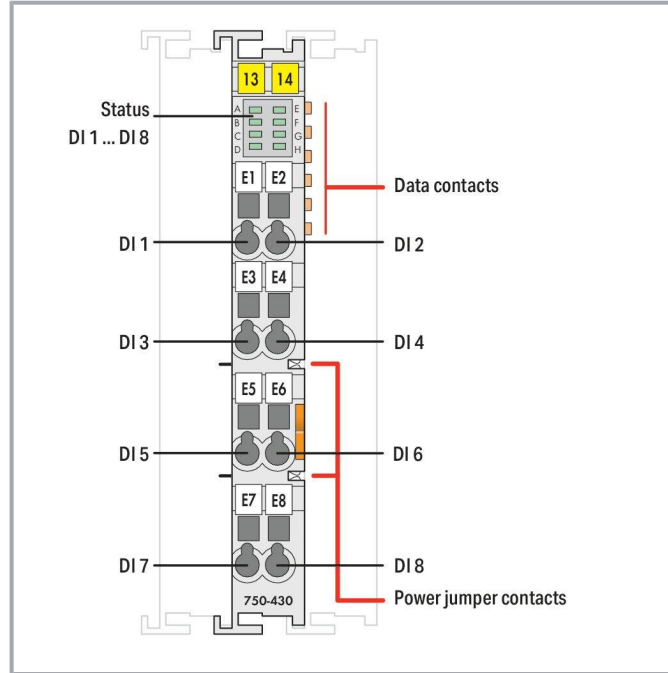 13 14
Status
DI 1 ... DI 8
A E
B F
C G
D H
E1 E2
Data contacts
DI 1 DI 2
E3 E4
DI 3 DI 4
E5 E6
DI 5 DI 6
E7 E8
DI 7 DI 8
750-430
Power jumper contacts